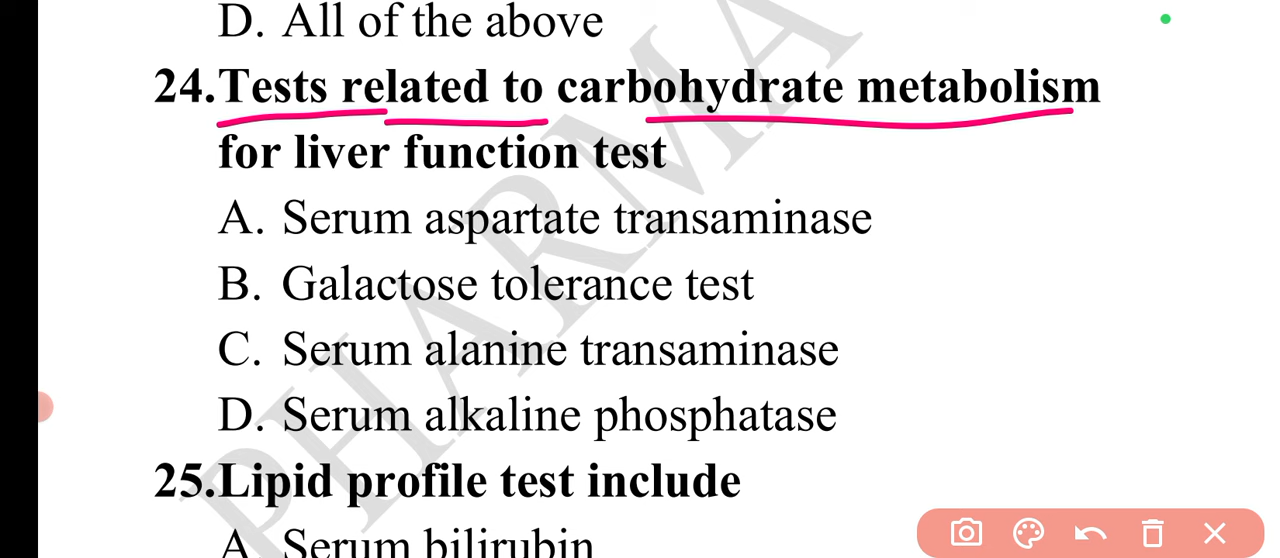 D. All of the above
24.Tests related to carbohydrate metabolism
for liver function test
A. Serum aspartate transaminase
B. Galactose tolerance test
C. Serum alanine transaminase
D. Serum alkaline phosphatase
25.Lipid profile test include
A Serum bilirubin
PHARMA